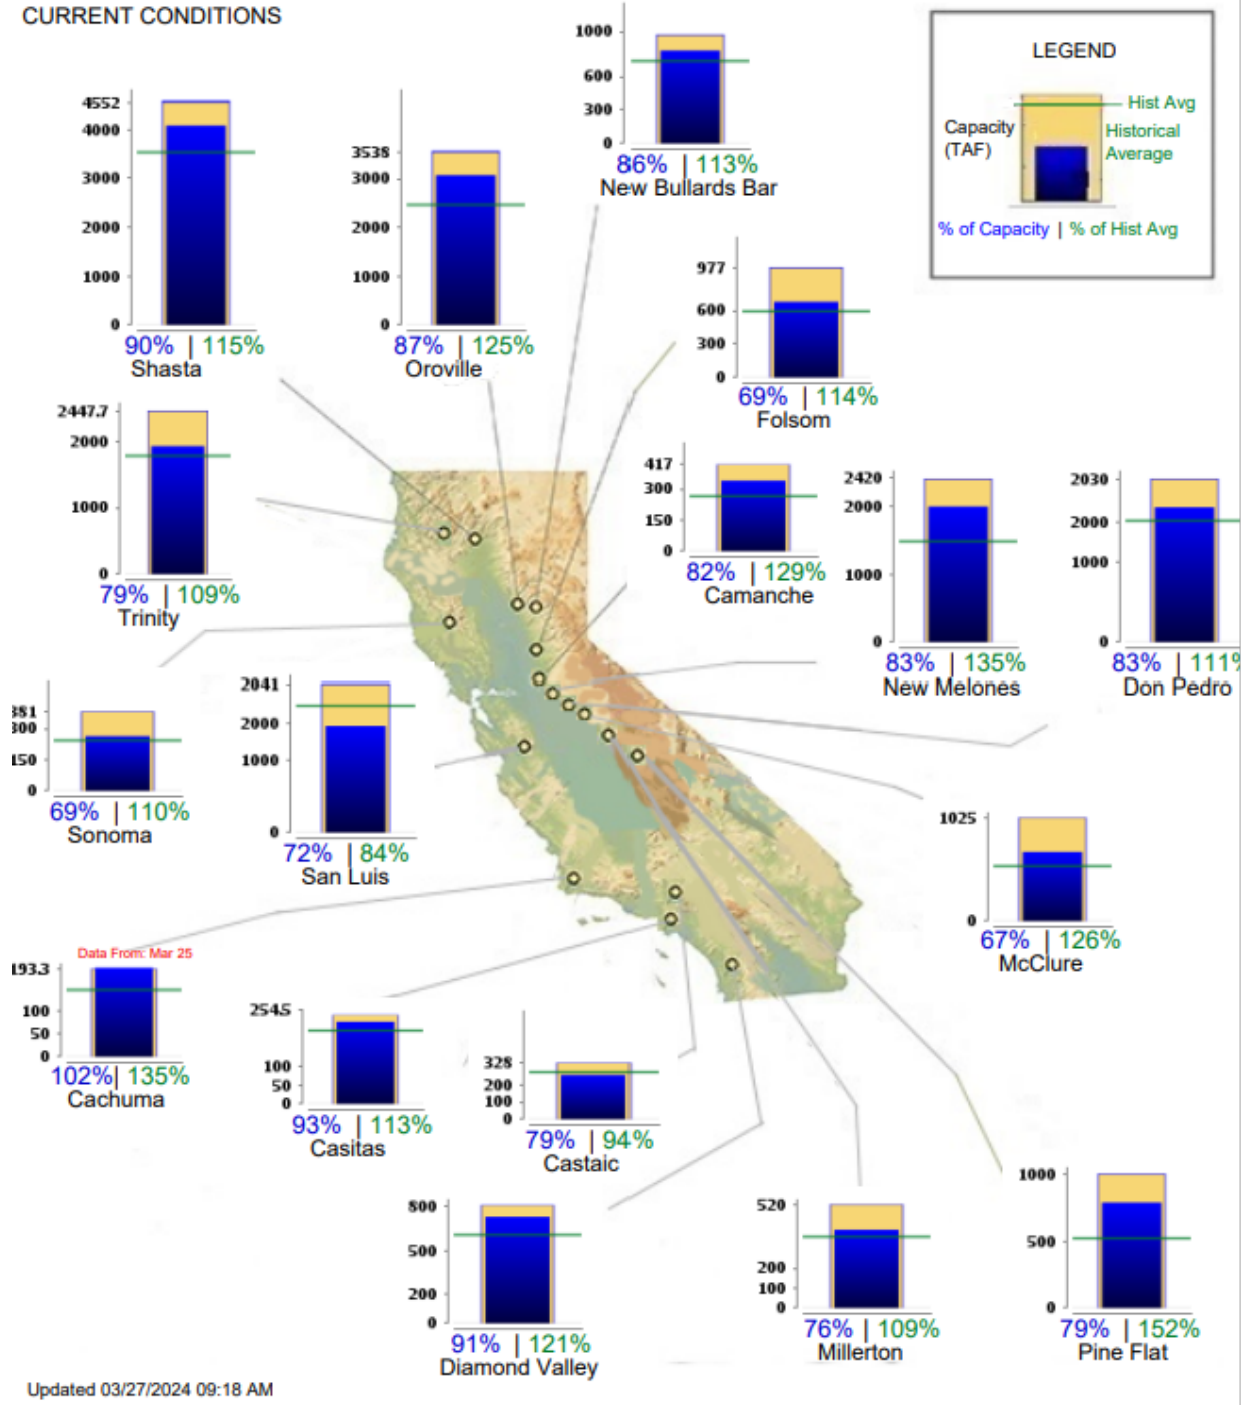 CURRENT CONDITIONS
LEGEND
Hist Avg
Capacity
(TAF)
Historical
Average
% of Capacity | % of Hist Avg
1000
600
300
0
86% | 113%
New Bullards Bar
4552
4000
3000
2000
1000
0
90% | 115%
Shasta
3538
3000
2000
1000
0
87% | 125%
Oroville
977
600
300
0
69% | 114%
Folsom
2447.7
2000
1000
0
79% | 109%
Trinity
417
300
150
0
82% | 129%
Camanche
2420
2000
1000
0
83% | 135%
New Melones
2030
2000
1000
0
83% | 111%
Don Pedro
381
300
150
0
69% | 110%
Sonoma
2041
2000
1000
0
72% | 84%
San Luis
1025
0
67% | 126%
McClure
Data From: Mar 25
193.3
100
50
0
102% | 135%
Cachuma
254.5
100
50
0
93% | 113%
Casitas
325
200
100
0
79% | 94%
Castaic
800
500
200
0
91% | 121%
Diamond Valley
520
200
100
0
76% | 109%
Millerton
1000
500
0
79% | 152%
Pine Flat
Updated 03/27/2024 09:18 AM